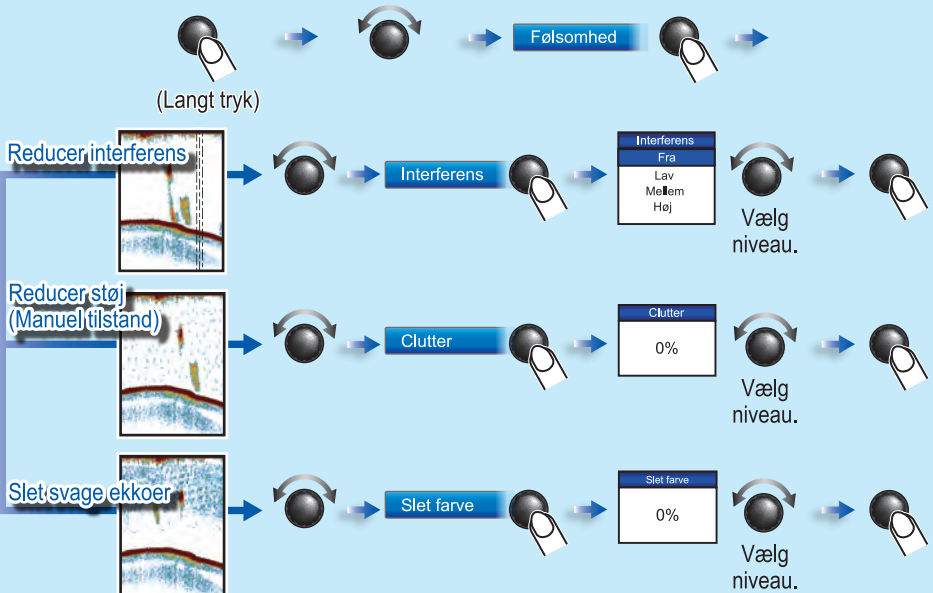 Følsomhed
(Langt tryk)
Reducer interferens
Interferens
Interferens
Fra
Lav
Mellem
Høj
Vælg
niveau.
Reducer støj
(Manuel tilstand)
Clutter
Clutter
0%
Vælg
niveau.
Slet svage ekkoer
Slet farve
Slet farve
0%
Vælg
niveau.